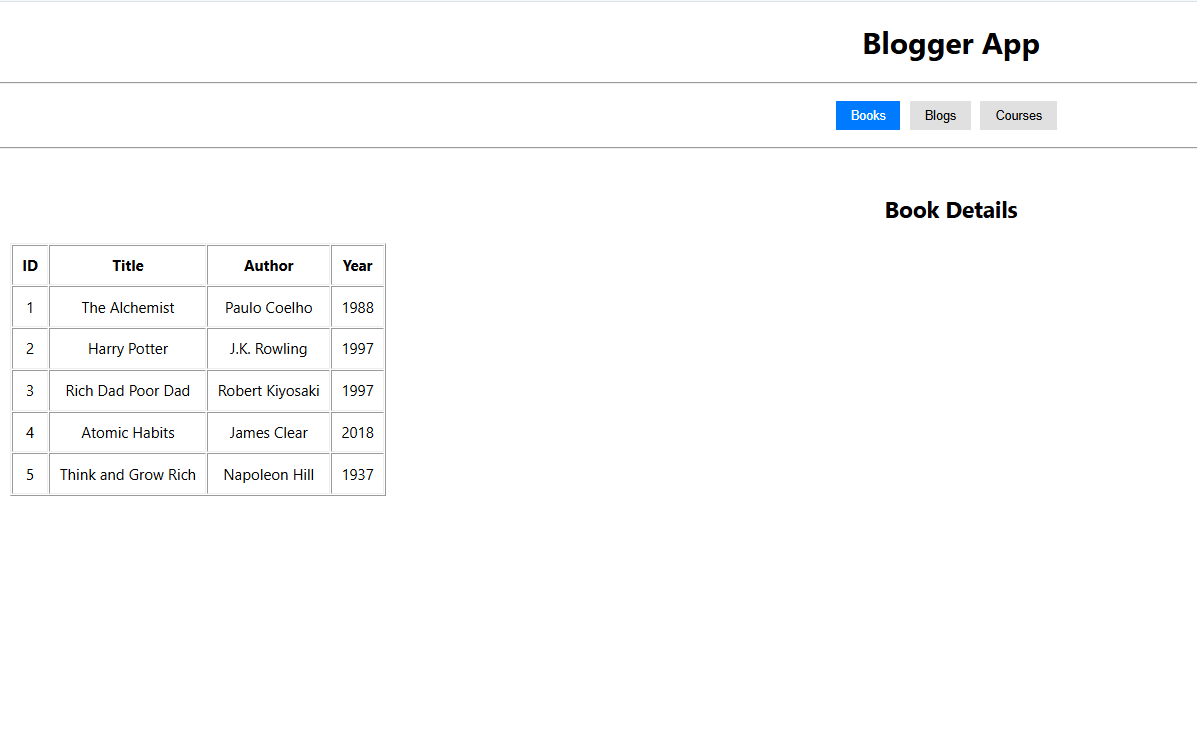 Blogger App
Books Blogs Courses
Book Details
ID Title Author Year
1 The Alchemist Paulo Coelho 1988
2 Harry Potter J.K. Rowling 1997
3 Rich Dad Poor Dad Robert Kiyosaki 1997
4 Atomic Habits James Clear 2018
5 Think and Grow Rich Napoleon Hill 1937